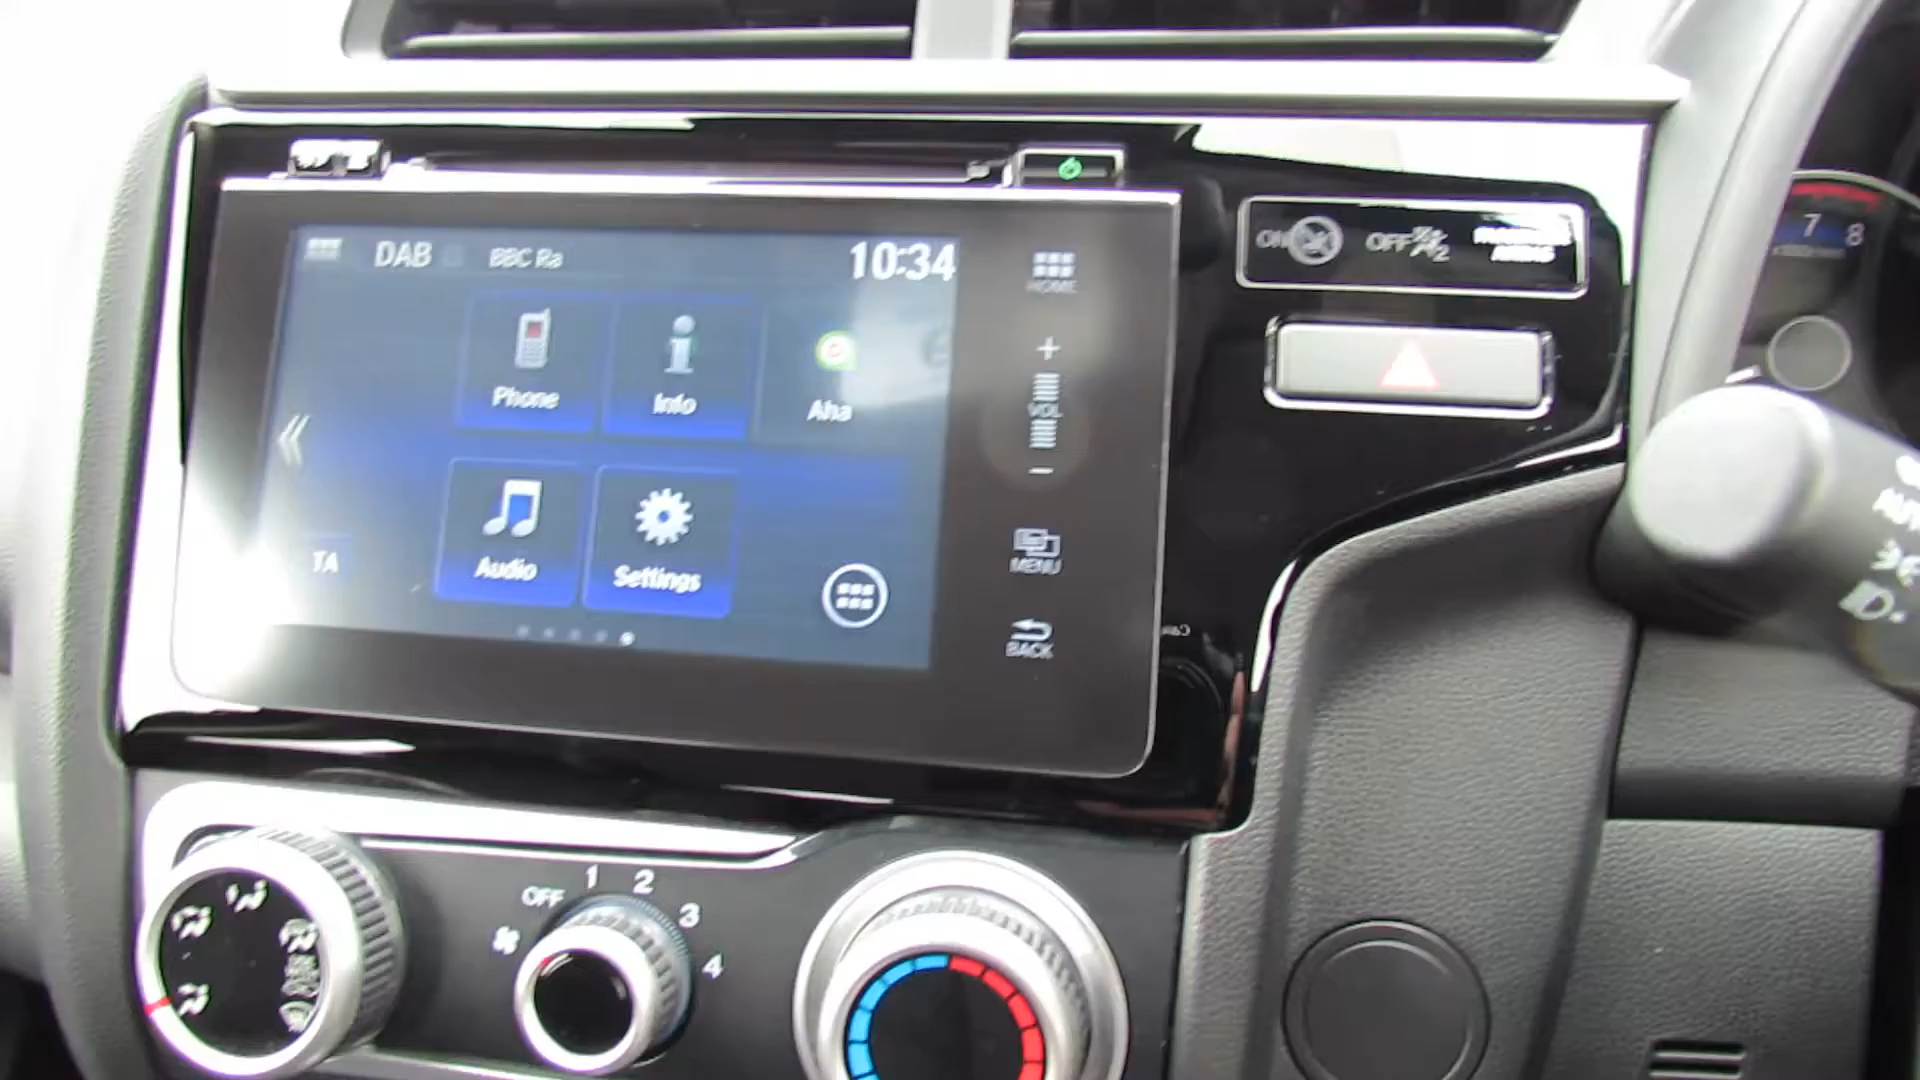 DAB BBC Ra 10:34
HOME
Phone Info Aha
+
VOL
-
Audio Settings
TA
MENU
BACK
ON OFF 2
7
8
OFF 1 2 3 4